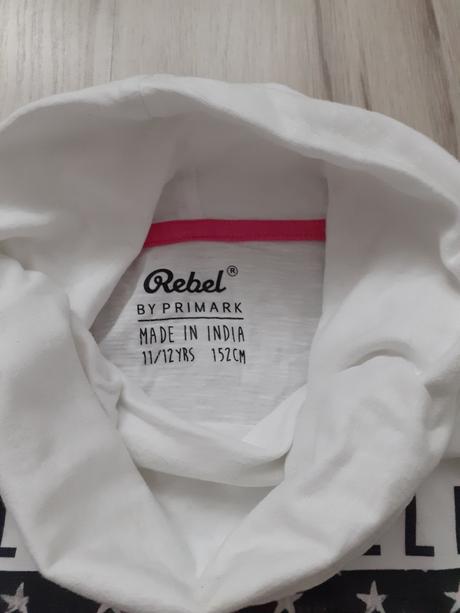 Rebel®
BY PRIMARK
MADE IN INDIA
11/12YRS 152CM